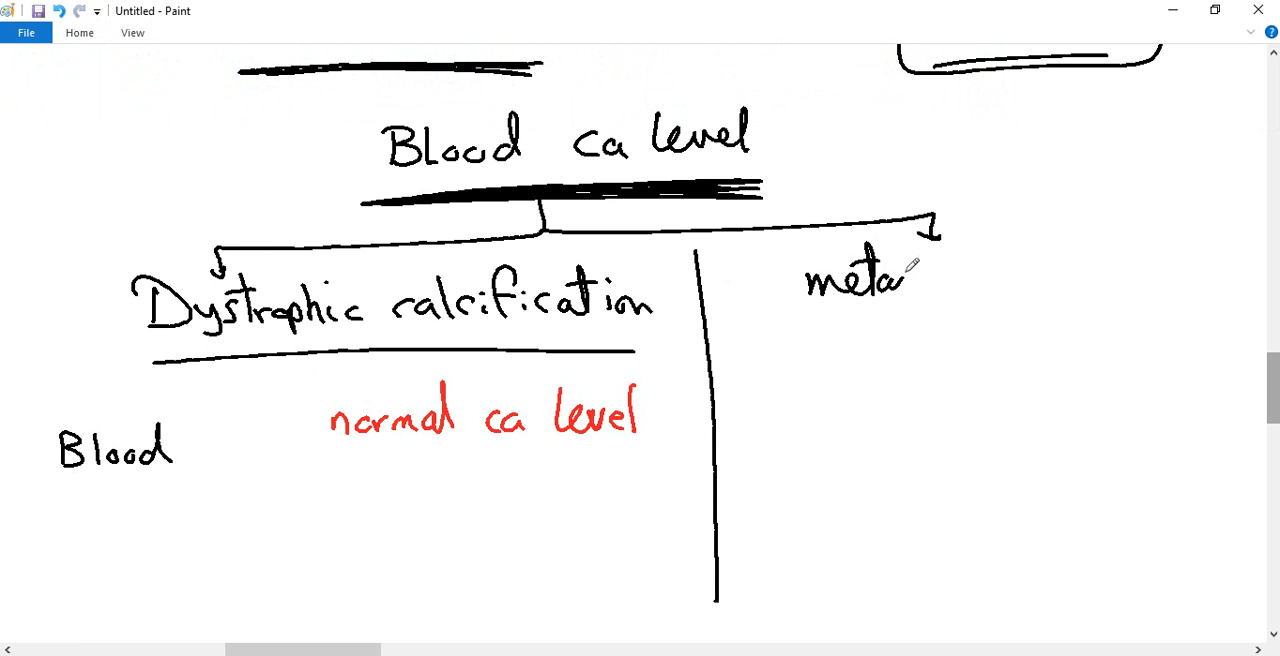 Untitled - Paint
File Home View
Blood ca level
Dystrophic calcification
meta
normal ca level
Blood